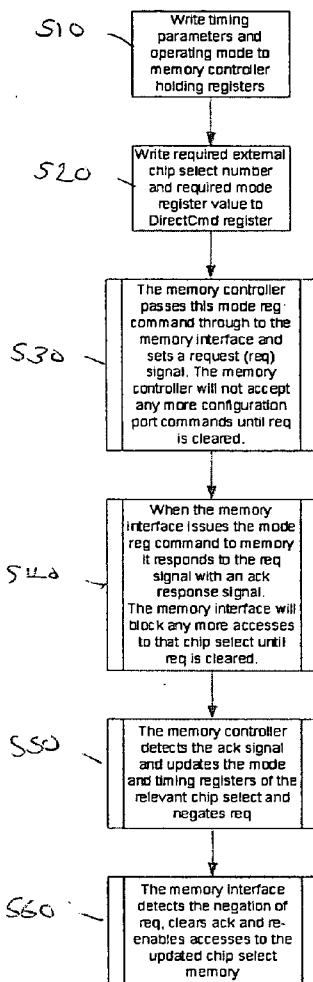 S10
Write timing
parameters and
operating mode to
memory controller
holding registers
S20
Write required external
chip select number
and required mode
register value to
DirectCmd register
S30
The memory controller
passes this mode reg
command through to the
memory interface and
sets a request (req)
signal. The memory
controller will not accept
any more configuration
port commands until req
is cleared.
S40
When the memory
interface issues the mode
reg command to memory
it responds to the req
signal with an ack
response signal.
The memory interface will
block any more accesses
to that chip select until
req is cleared.
S50
The memory controller
detects the ack signal
and updates the mode
and timing registers of the
relevant chip select and
negates req
S60
The memory interface
detects the negation of
req, clears ack and re-
enables accesses to the
updated chip select
memory